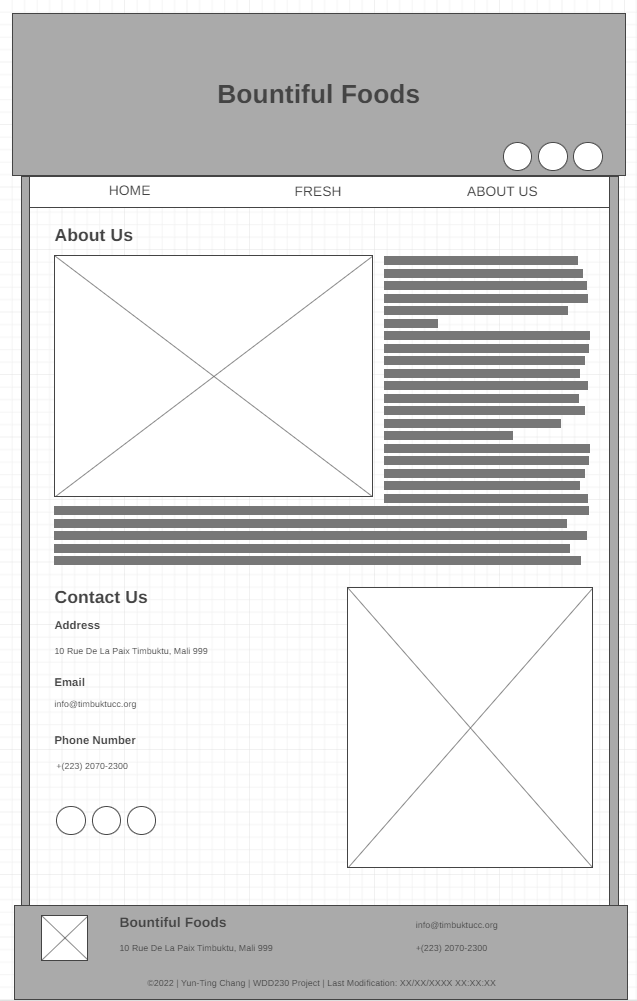 Bountiful Foods
HOME FRESH ABOUT US
About Us
Contact Us
Address
10 Rue De La Paix Timbuktu, Mali 999
Email
info@timbuktucc.org
Phone Number
+(223) 2070-2300
Bountiful Foods
10 Rue De La Paix Timbuktu, Mali 999
info@timbuktucc.org
+(223) 2070-2300
©2022 | Yun-Ting Chang | WDD230 Project | Last Modification: XX/XX/XXXX XX:XX:XX